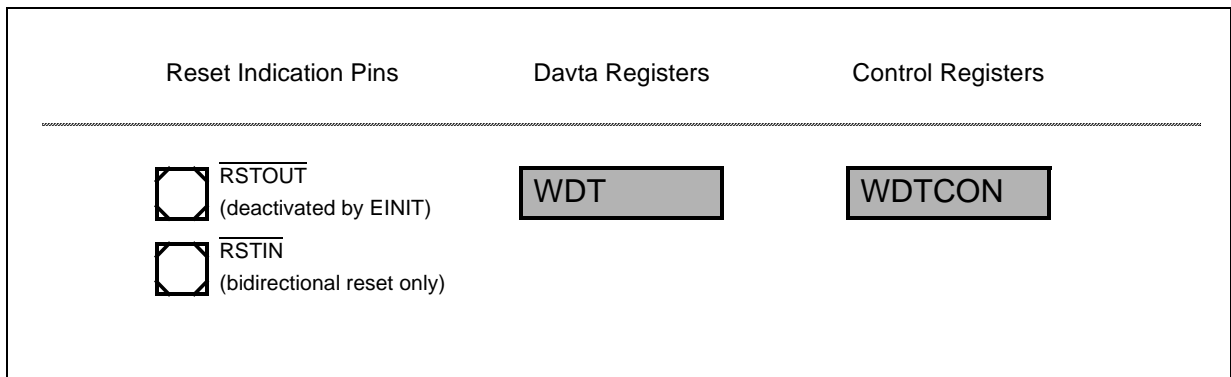 Reset Indication Pins Davta Registers Control Registers
RSTOUT
(deactivated by EINIT)
WDT
WDTCON
RSTIN
(bidirectional reset only)